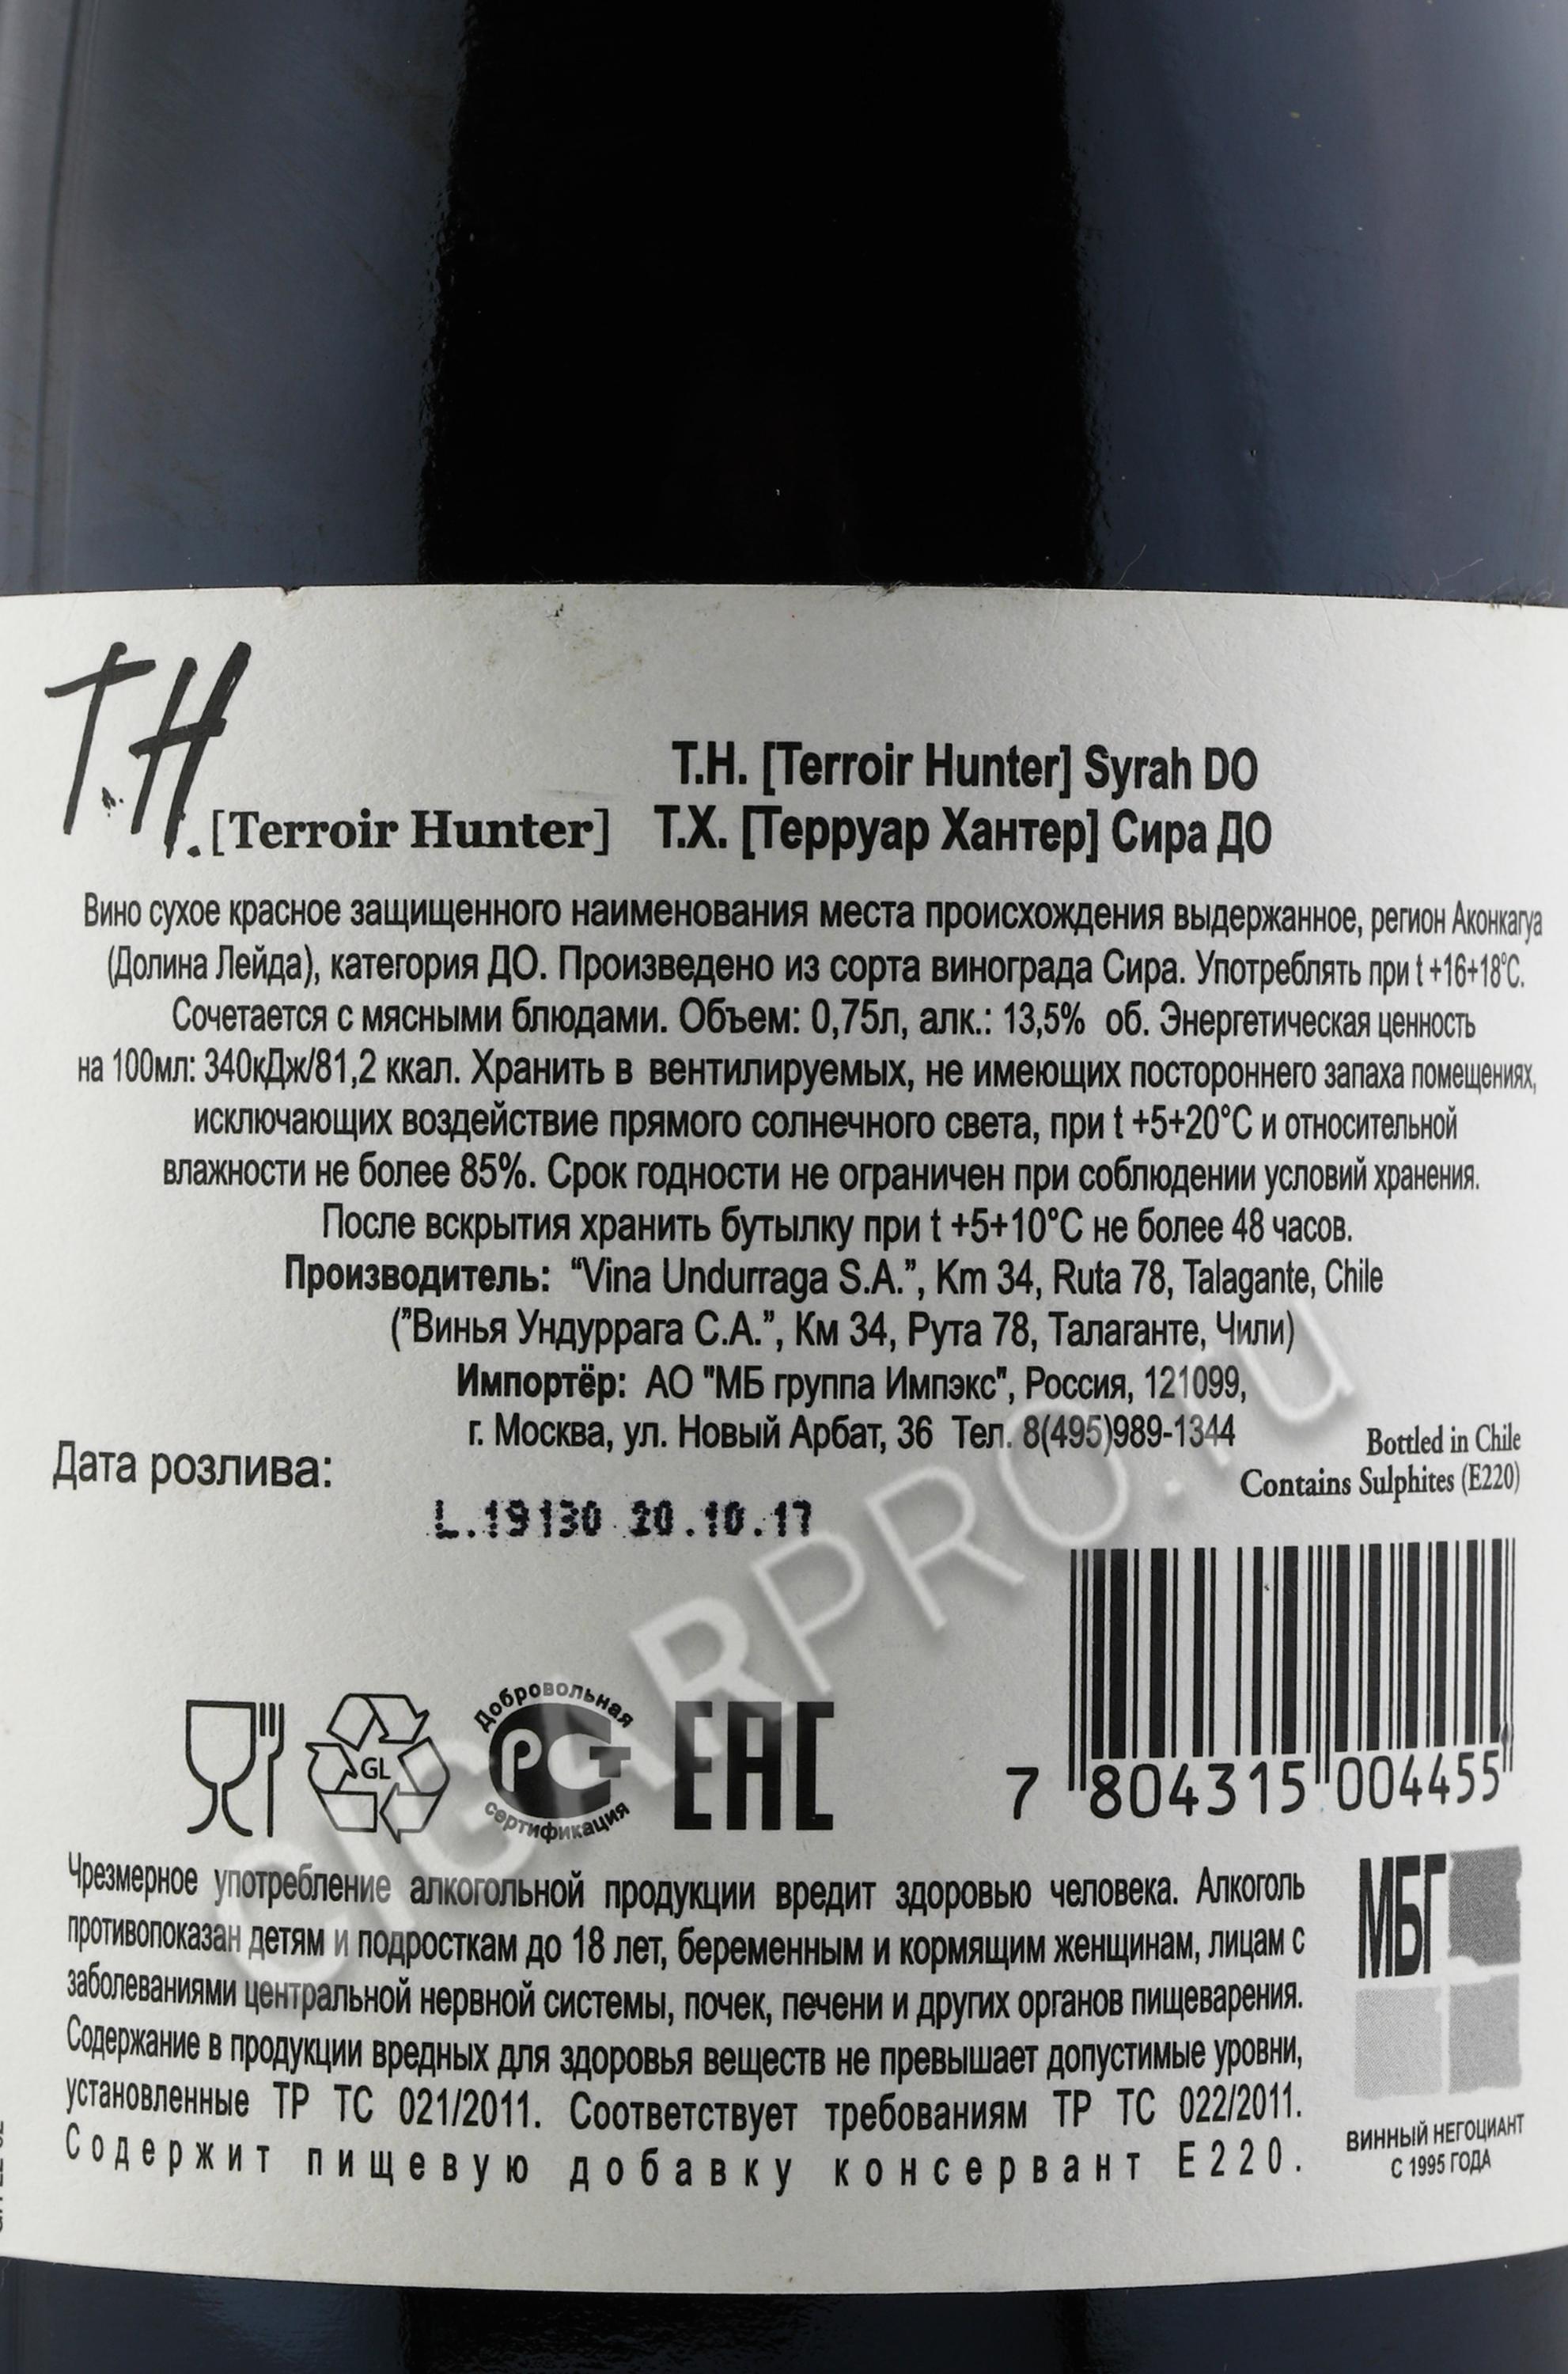 T.H.
[Terroir Hunter]
T.H. [Terroir Hunter] Syrah DO
Т.Х. [Терруар Хантер] Сира ДО
Вино сухое красное защищенного наименования места происхождения выдержанное, регион Аконкагуа
(Долина Лейда), категория ДО. Произведено из сорта винограда Сира. Употреблять при t +16+18°С.
Сочетается с мясными блюдами. Объем: 0,75л, алк.: 13,5% об. Энергетическая ценность
на 100мл: 340кДж/81,2 ккал. Хранить в вентилируемых, не имеющих постороннего запаха помещениях,
исключающих воздействие прямого солнечного света, при t +5+20°С и относительной
влажности не более 85%. Срок годности не ограничен при соблюдении условий хранения.
После вскрытия хранить бутылку при t +5+10°С не более 48 часов.
Производитель: “Vina Undurraga S.A.”, Km 34, Ruta 78, Talagante, Chile
(”Винья Ундуррага С.А.”, Км 34, Рута 78, Талаганте, Чили)
Импортёр: АО "МБ группа Импэкс", Россия, 121099,
г. Москва, ул. Новый Арбат, 36 Тел. 8(495)989-1344
Bottled in Chile
Contains Sulphites (E220)
Дата розлива:
L.19130 20.10.17
CIGARPRO.ru
GL
Добровольная
РСТ
сертификация
ЕАС
7 804315 004455
Чрезмерное употребление алкогольной продукции вредит здоровью человека. Алкоголь
противопоказан детям и подросткам до 18 лет, беременным и кормящим женщинам, лицам с
заболеваниями центральной нервной системы, почек, печени и других органов пищеварения.
Содержание в продукции вредных для здоровья веществ не превышает допустимые уровни,
установленные ТР ТС 021/2011. Соответствует требованиям ТР ТС 022/2011.
Содержит пищевую добавку консервант Е220.
МБГ
ВИННЫЙ НЕГОЦИАНТ
С 1995 ГОДА